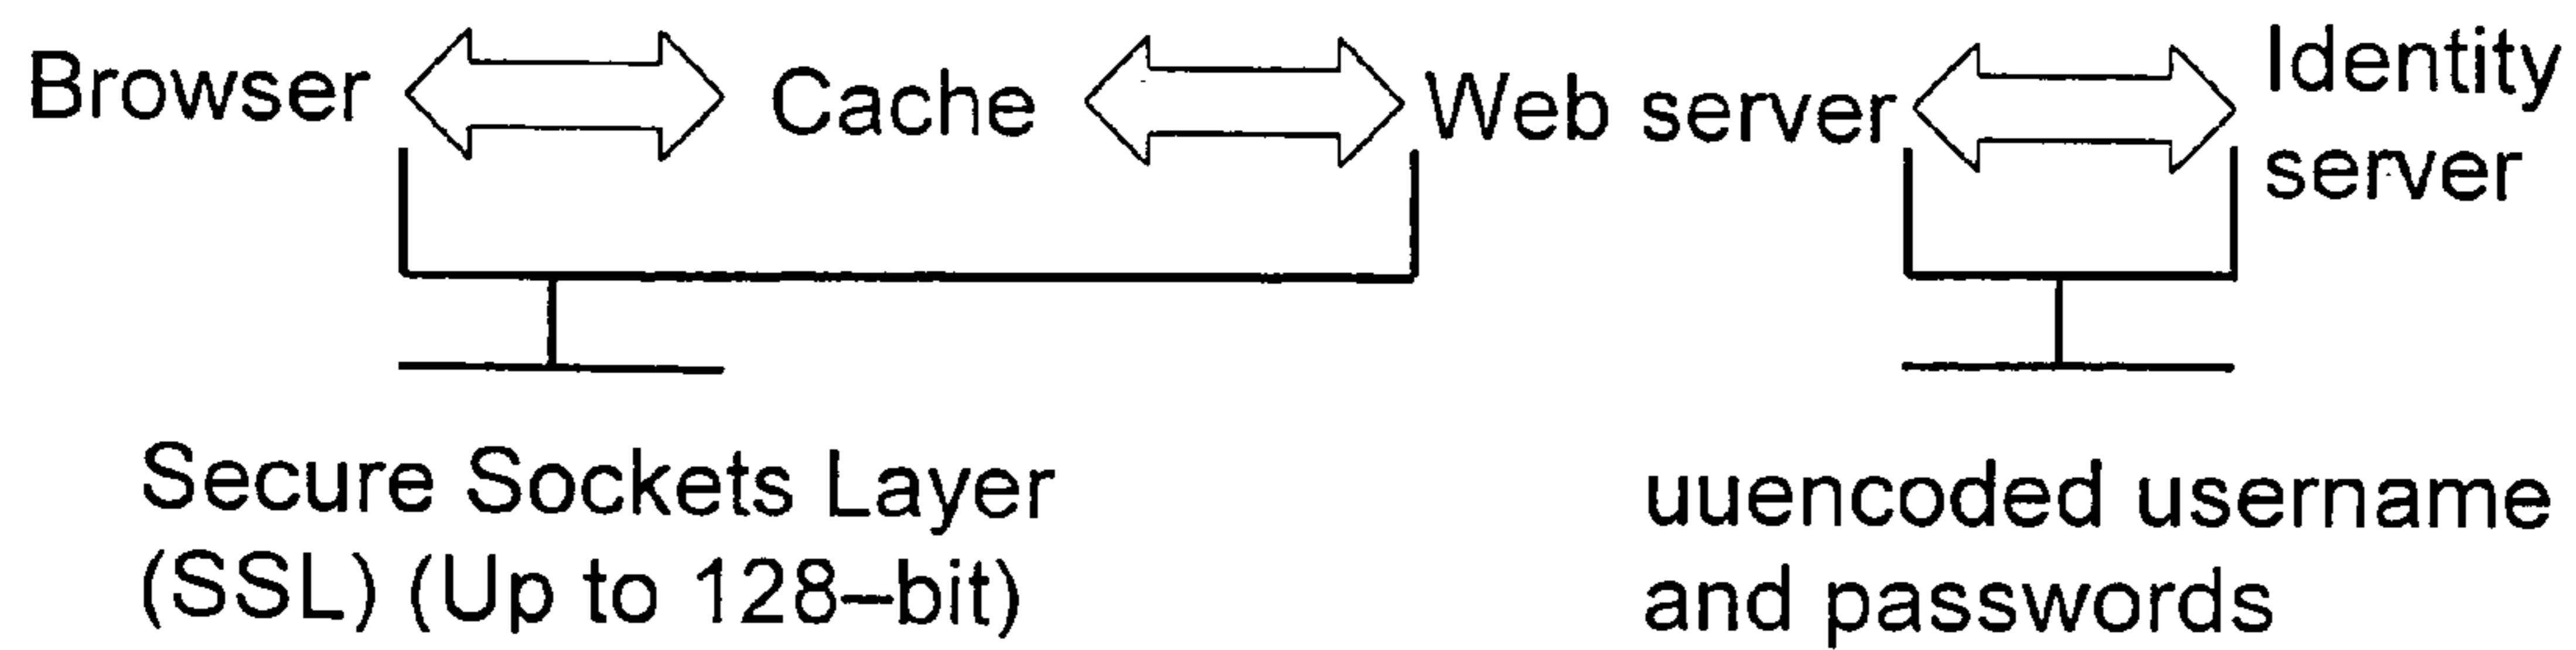 Browser
Cache
Web server
Identity
server
Secure Sockets Layer
(SSL) (Up to 128–bit)
uuencoded username
and passwords